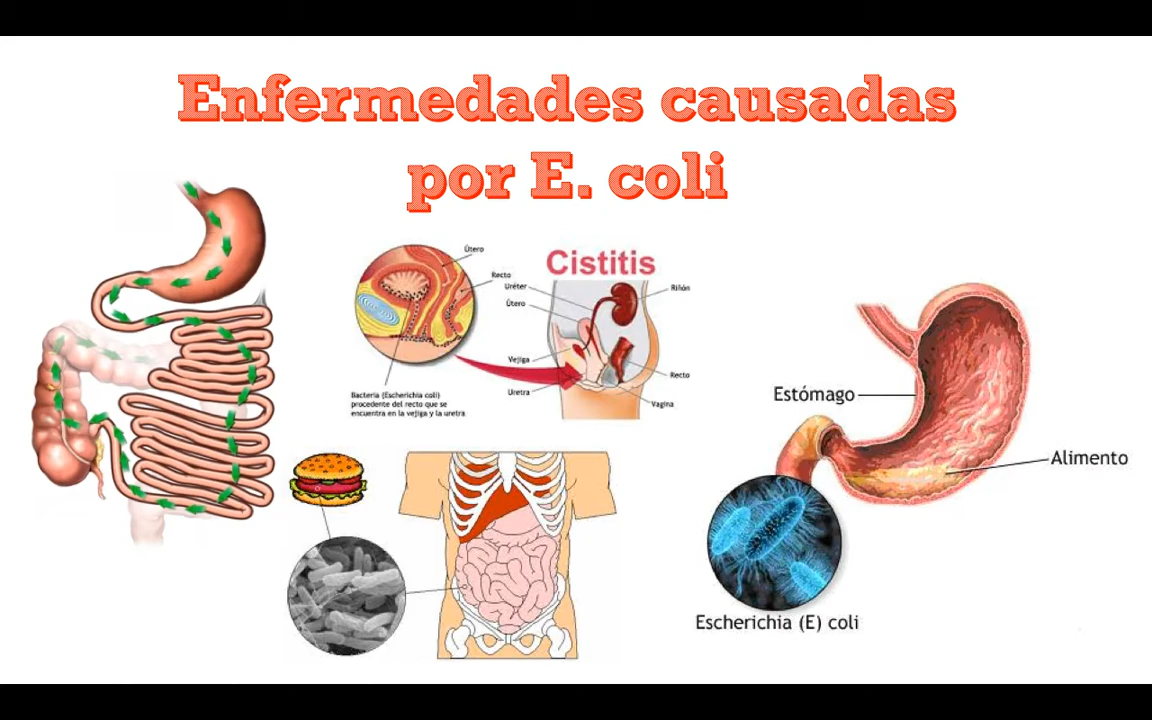 Enfermedades causadas
por E. coli
Útero
Recto
Uréter
Útero
Vejiga
Uretra
Bacteria (Escherichia coli)
procedente del recto que se
encuentra en la vejiga y la uretra
Cistitis
Riñón
Recto
Vagina
Estómago
Alimento
Escherichia (E) coli